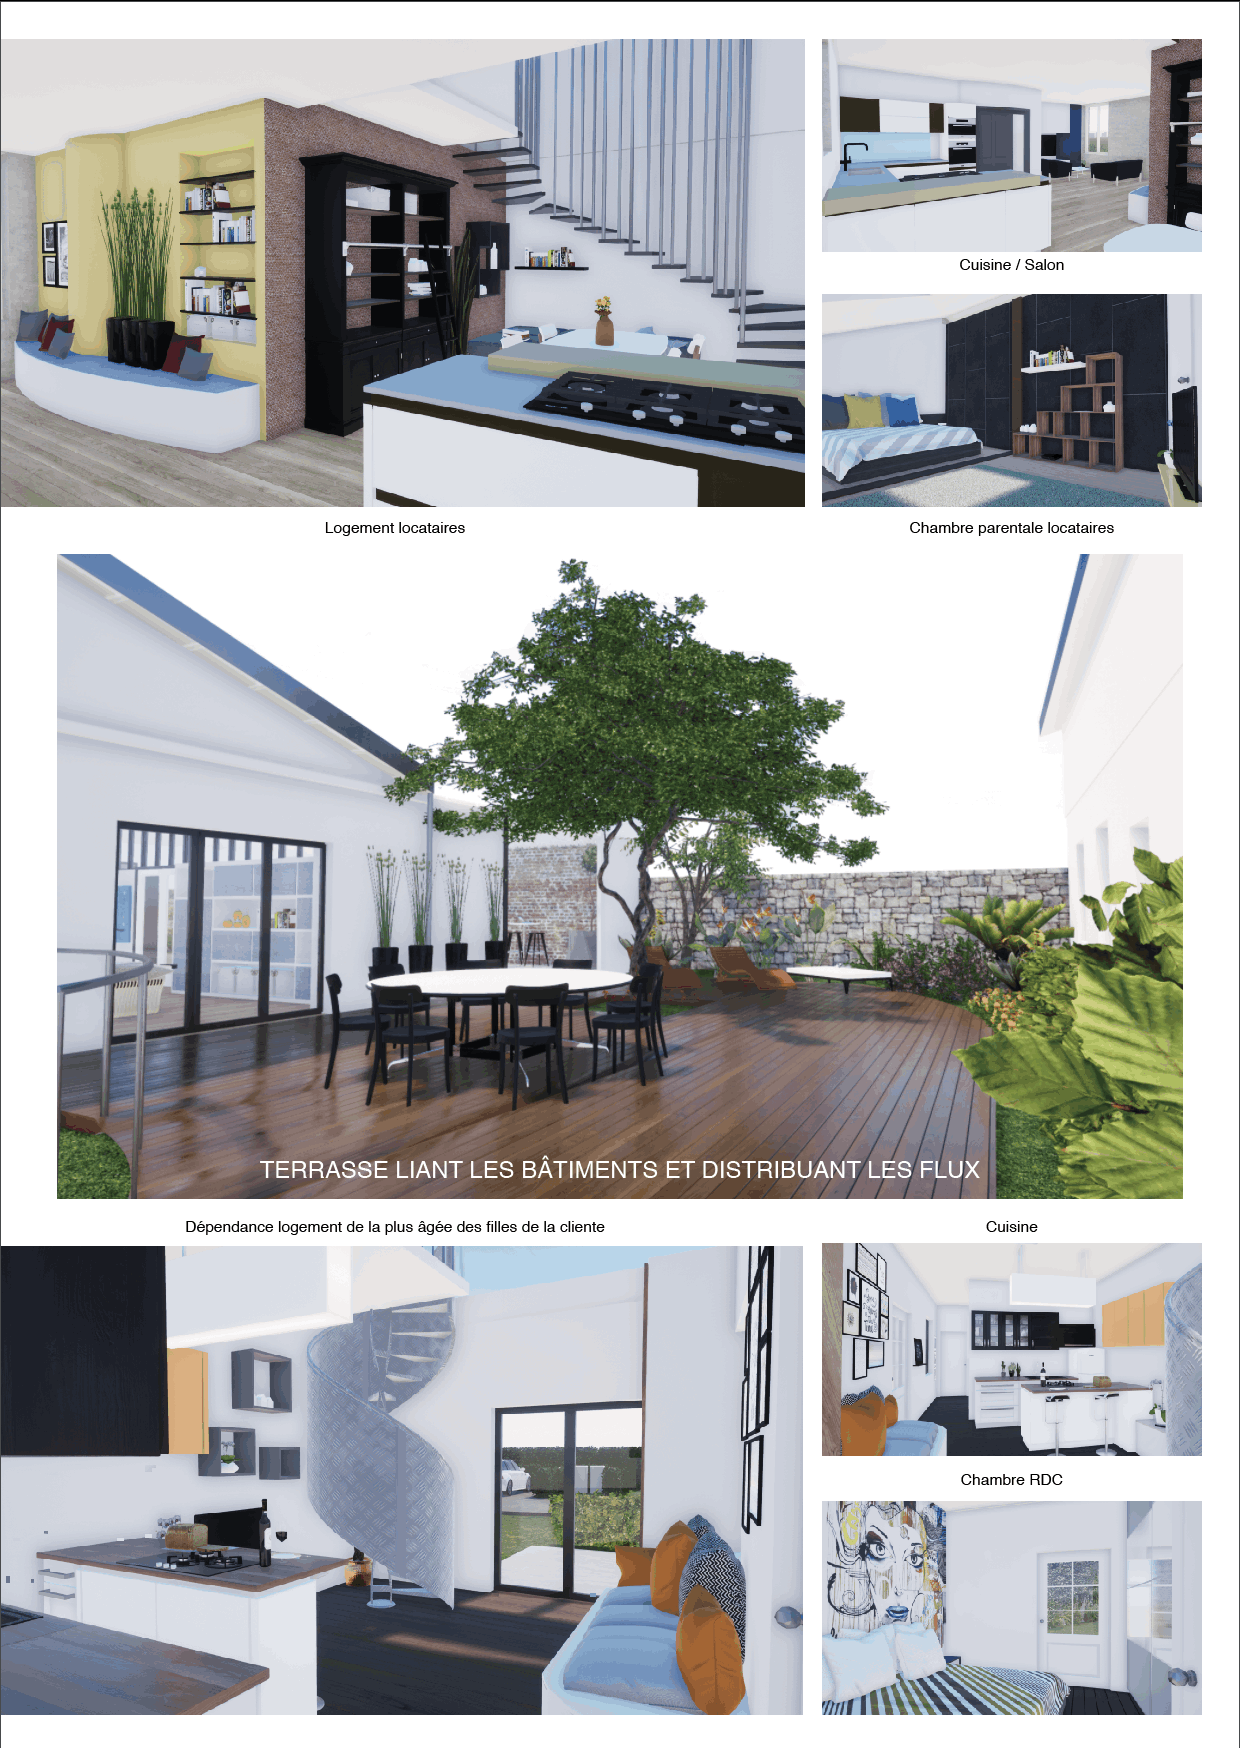 Cuisine / Salon
Logement locataires
Chambre parentale locataires
TERRASSE LIANT LES BÂTIMENTS ET DISTRIBUANT LES FLUX
Dépendance logement de la plus âgée des filles de la cliente
Cuisine
Chambre RDC